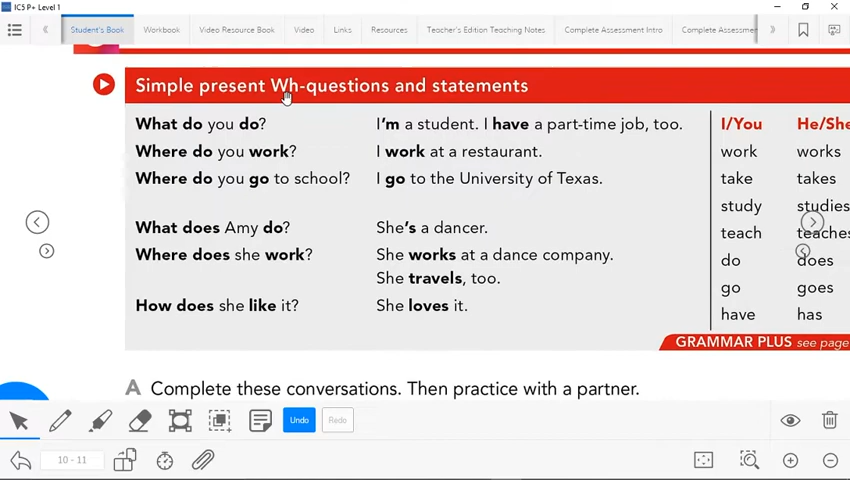 IC5 P+ Level 1
Student's Book Workbook Video Resource Book Video Links Resources Teacher's Edition Teaching Notes Complete Assessment Intro Complete Assessmen
Simple present Wh-questions and statements
What do you do? I'm a student. I have a part-time job, too. I/You He/She
Where do you work? I work at a restaurant. work works
Where do you go to school? I go to the University of Texas. take takes
study studies
What does Amy do? She's a dancer. teach teaches
Where does she work? She works at a dance company. do does
She travels, too. go goes
How does she like it? She loves it. have has
GRAMMAR PLUS see page
A Complete these conversations. Then practice with a partner.
Undo Redo
10 - 11